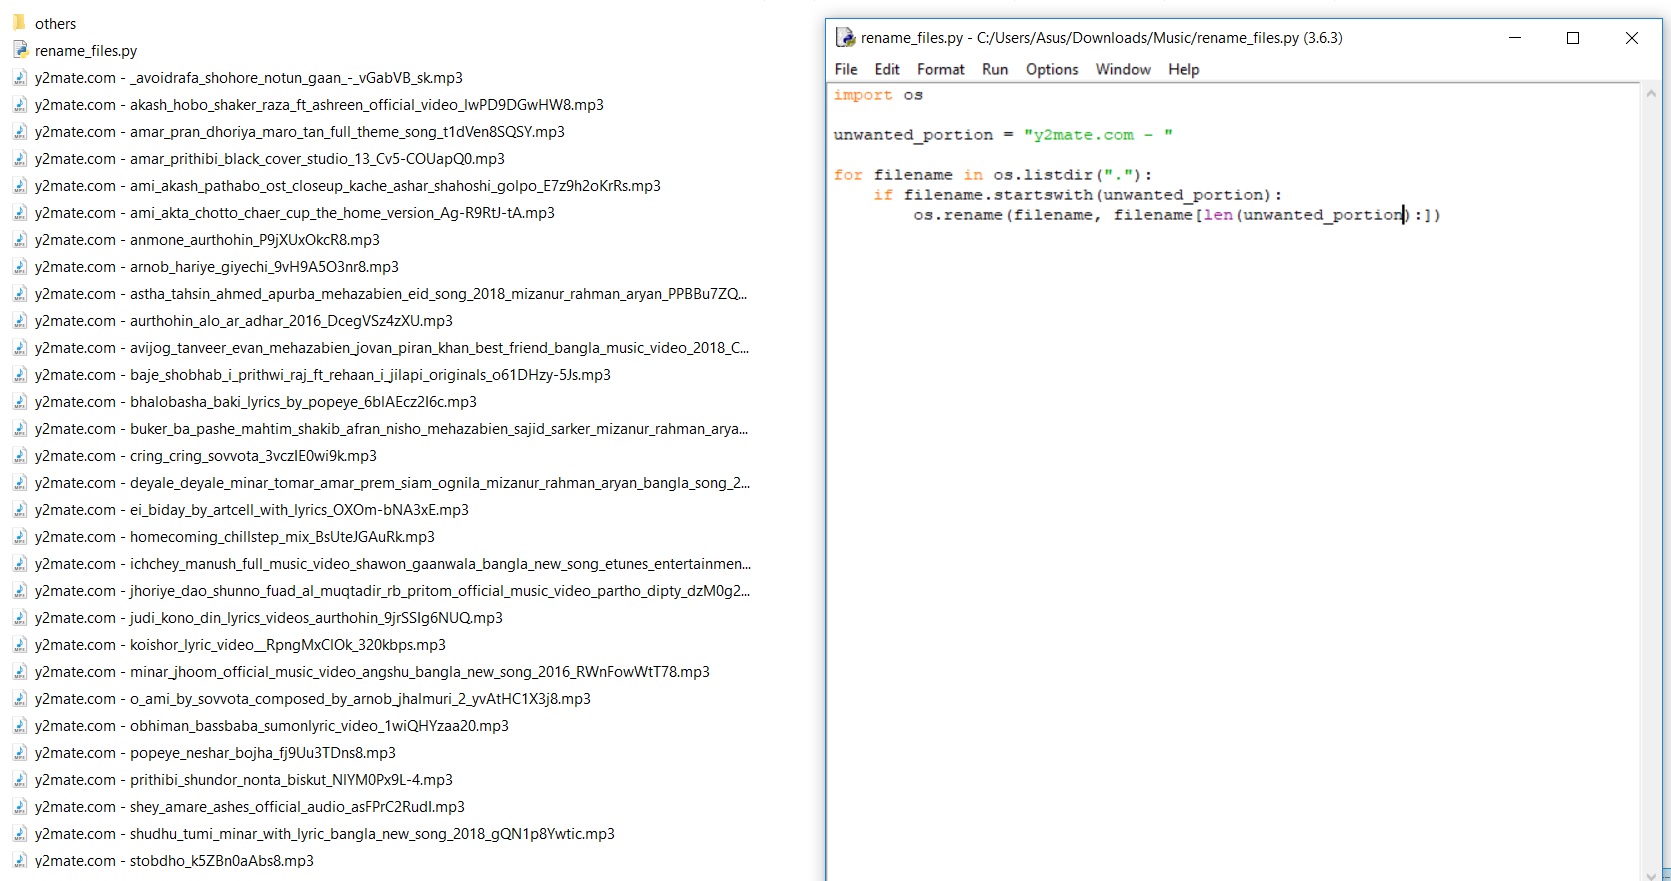 others
rename_files.py
y2mate.com - _avoidrafa_shohore_notun_gaan_-_vGabVB_sk.mp3
y2mate.com - akash_hobo_shaker_raza_ft_ashreen_official_video_IwPD9DGwHW8.mp3
y2mate.com - amar_pran_dhoriya_maro_tan_full_theme_song_t1dVen8SQSY.mp3
y2mate.com - amar_prithibi_black_cover_studio_13_Cv5-COUapQ0.mp3
y2mate.com - ami_akash_pathabo_ost_closeup_kache_ashar_shahoshi_golpo_E7z9h2oKrRs.mp3
y2mate.com - ami_akta_chotto_chaer_cup_the_home_version_Ag-R9RtJ-tA.mp3
y2mate.com - anmone_aurthohin_P9jXUxOkcR8.mp3
y2mate.com - arnob_hariye_giyechi_9vH9A5O3nr8.mp3
y2mate.com - astha_tahsin_ahmed_apurba_mehazabien_eid_song_2018_mizanur_rahman_aryan_PPBBu7ZQ...
y2mate.com - aurthohin_alo_ar_adhar_2016_DcegVSz4zXU.mp3
y2mate.com - avijog_tanveer_evan_mehazabien_jovan_piran_khan_best_friend_bangla_music_video_2018_C...
y2mate.com - baje_shobhab_i_prithwi_raj_ft_rehaan_i_jilapi_originals_o61DHzy-5Js.mp3
y2mate.com - bhalobasha_baki_lyrics_by_popeye_6blAEcz2I6c.mp3
y2mate.com - buker_ba_pashe_mahtim_shakib_afran_nisho_mehazabien_sajid_sarker_mizanur_rahman_arya...
y2mate.com - cring_cring_sovvota_3vczIE0wi9k.mp3
y2mate.com - deyale_deyale_minar_tomar_amar_prem_siam_ognila_mizanur_rahman_aryan_bangla_song_2...
y2mate.com - ei_biday_by_artcell_with_lyrics_OXOm-bNA3xE.mp3
y2mate.com - homecoming_chillstep_mix_BsUteJGAuRk.mp3
y2mate.com - ichchey_manush_full_music_video_shawon_gaanwala_bangla_new_song_etunes_entertainmen...
y2mate.com - jhoriye_dao_shunno_fuad_al_muqtadir_rb_pritom_official_music_video_partho_dipty_dzM0g2...
y2mate.com - judi_kono_din_lyrics_videos_aurthohin_9jrSSIg6NUQ.mp3
y2mate.com - koishor_lyric_video__RpngMxClOk_320kbps.mp3
y2mate.com - minar_jhoom_official_music_video_angshu_bangla_new_song_2016_RWnFowWtT78.mp3
y2mate.com - o_ami_by_sovvota_composed_by_arnob_jhalmuri_2_yvAtHC1X3j8.mp3
y2mate.com - obhiman_bassbaba_sumonlyric_video_1wiQHYzaa20.mp3
y2mate.com - popeye_neshar_bojha_fj9Uu3TDns8.mp3
y2mate.com - prithibi_shundor_nonta_biskut_NIYM0Px9L-4.mp3
y2mate.com - shey_amare_ashes_official_audio_asFPrC2RudI.mp3
y2mate.com - shudhu_tumi_minar_with_lyric_bangla_new_song_2018_gQN1p8Ywtic.mp3
y2mate.com - stobdho_k5ZBn0aAbs8.mp3
rename_files.py - C:/Users/Asus/Downloads/Music/rename_files.py (3.6.3)
File Edit Format Run Options Window Help
import os
unwanted_portion = "y2mate.com - "
for filename in os.listdir("."):
    if filename.startswith(unwanted_portion):
        os.rename(filename, filename[len(unwanted_portion):])